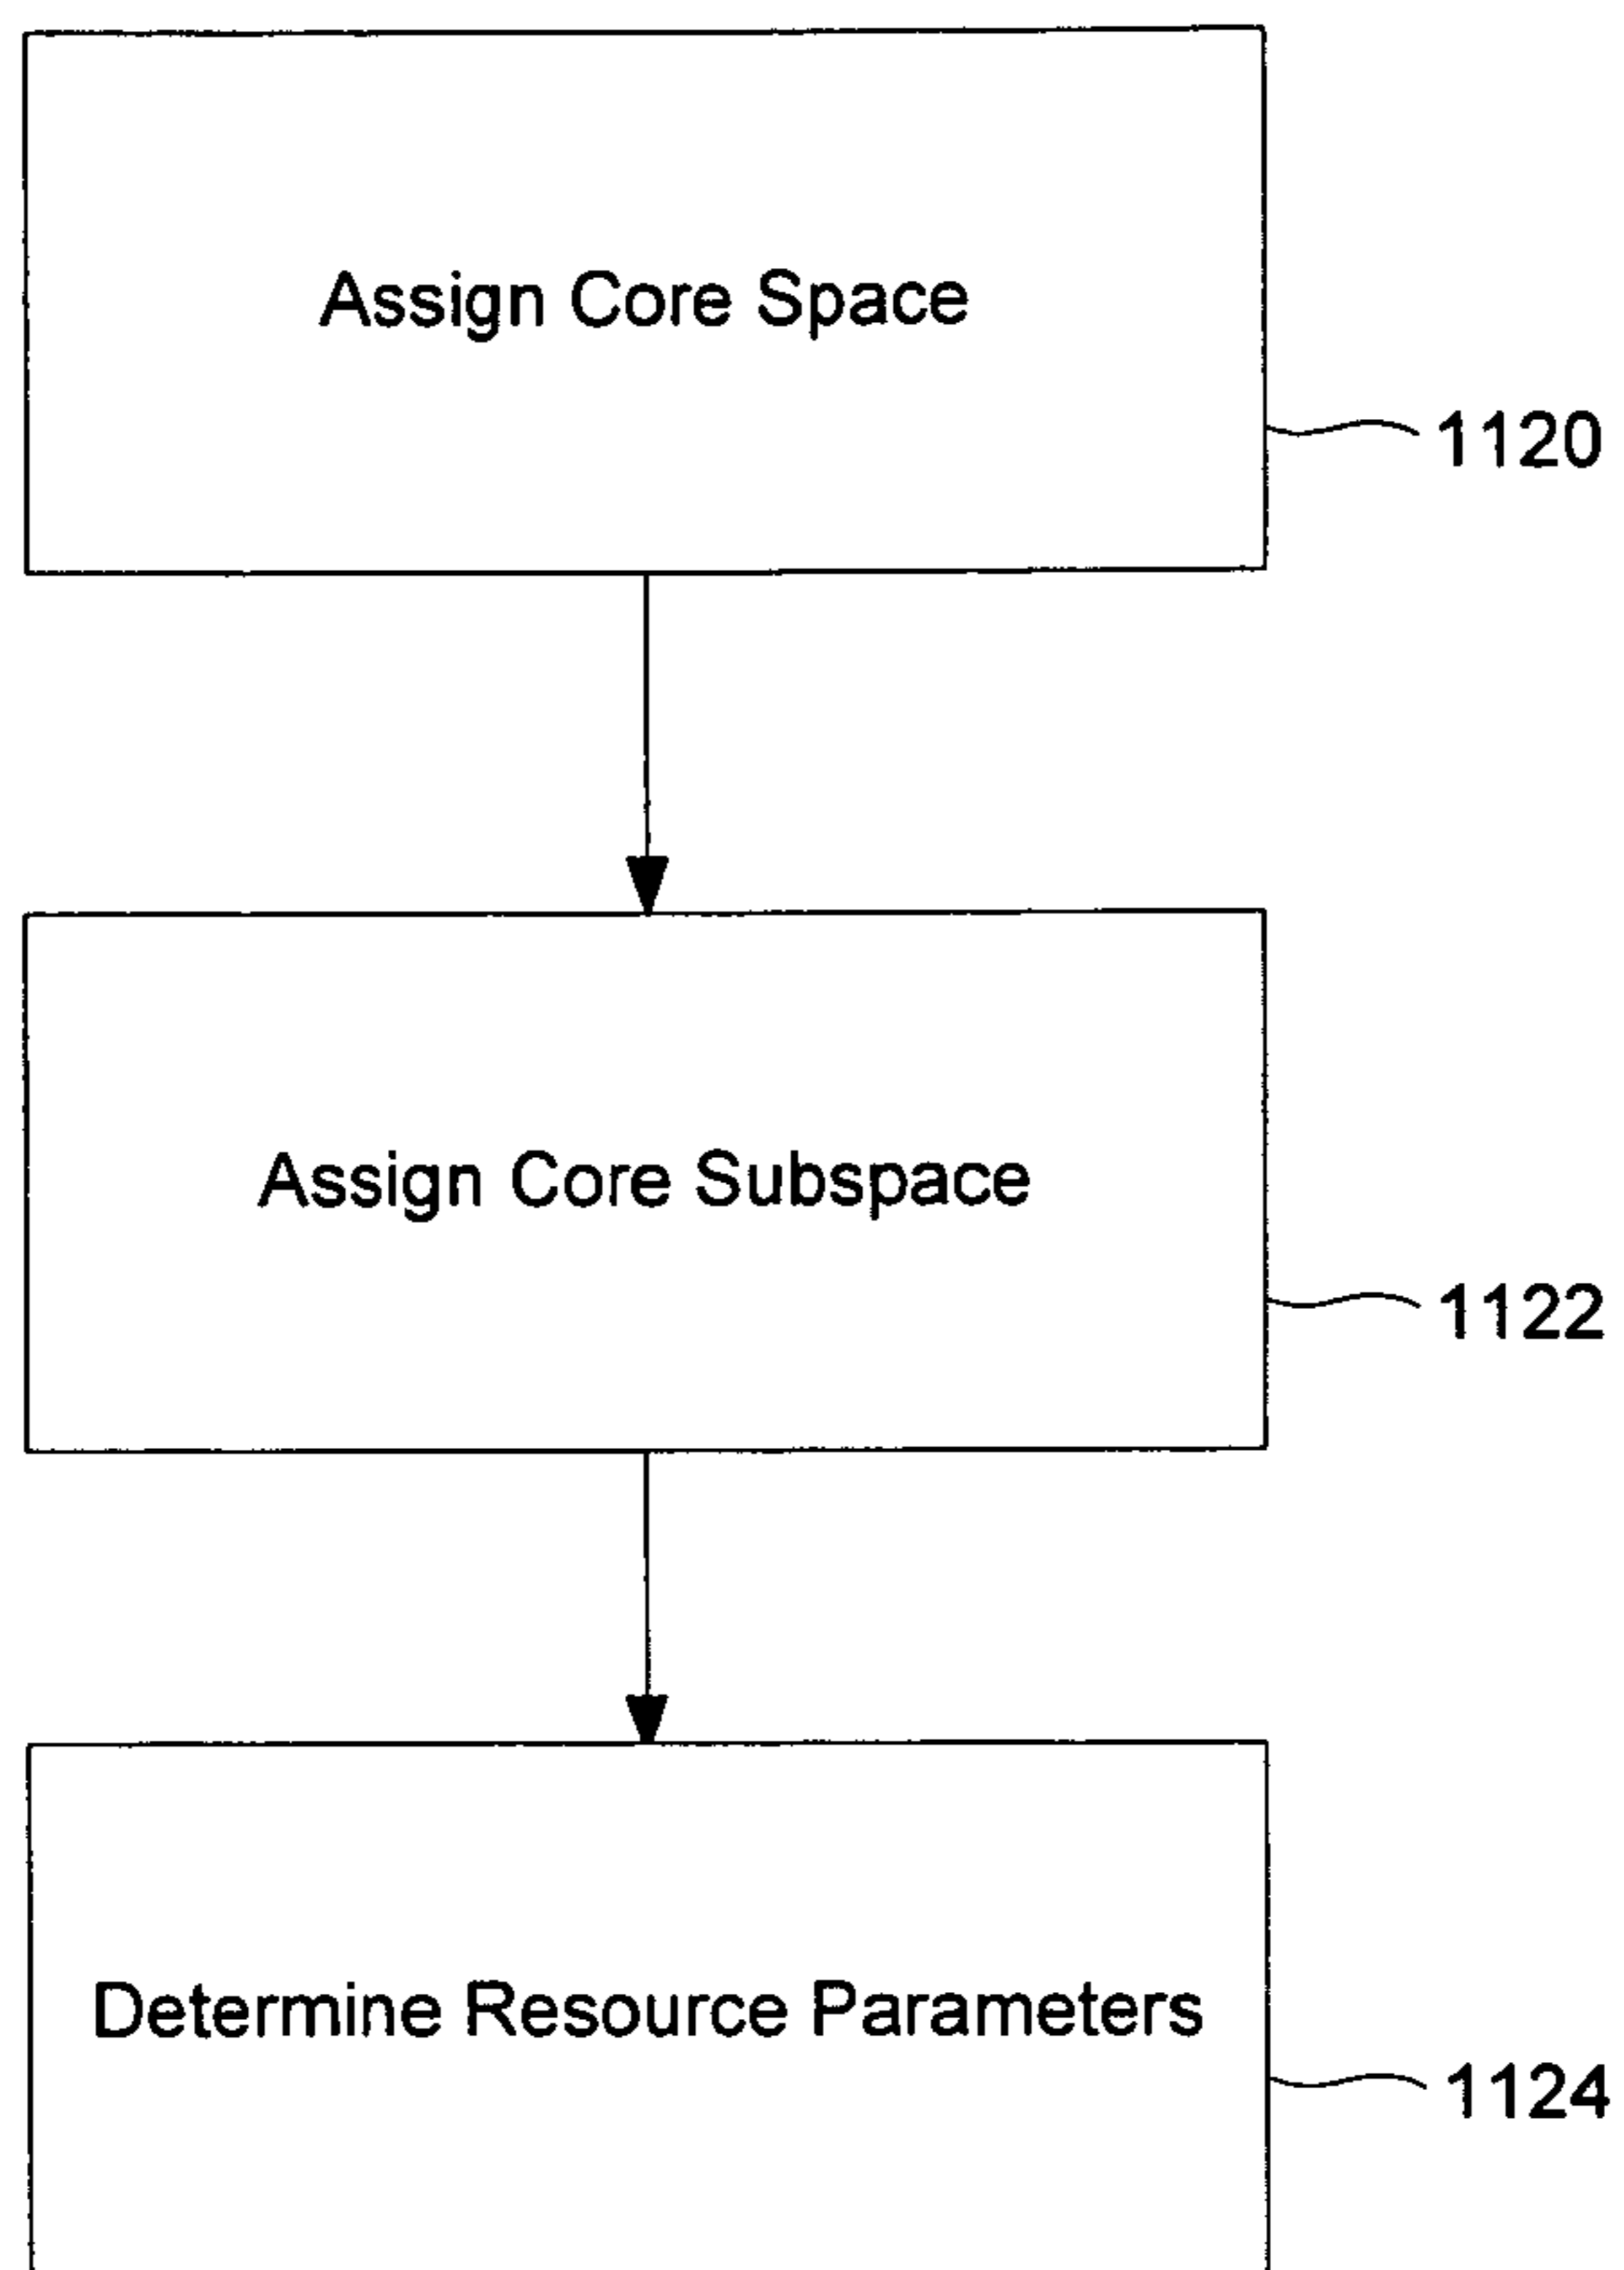 Assign Core Space
1120
Assign Core Subspace
1122
Determine Resource Parameters
1124